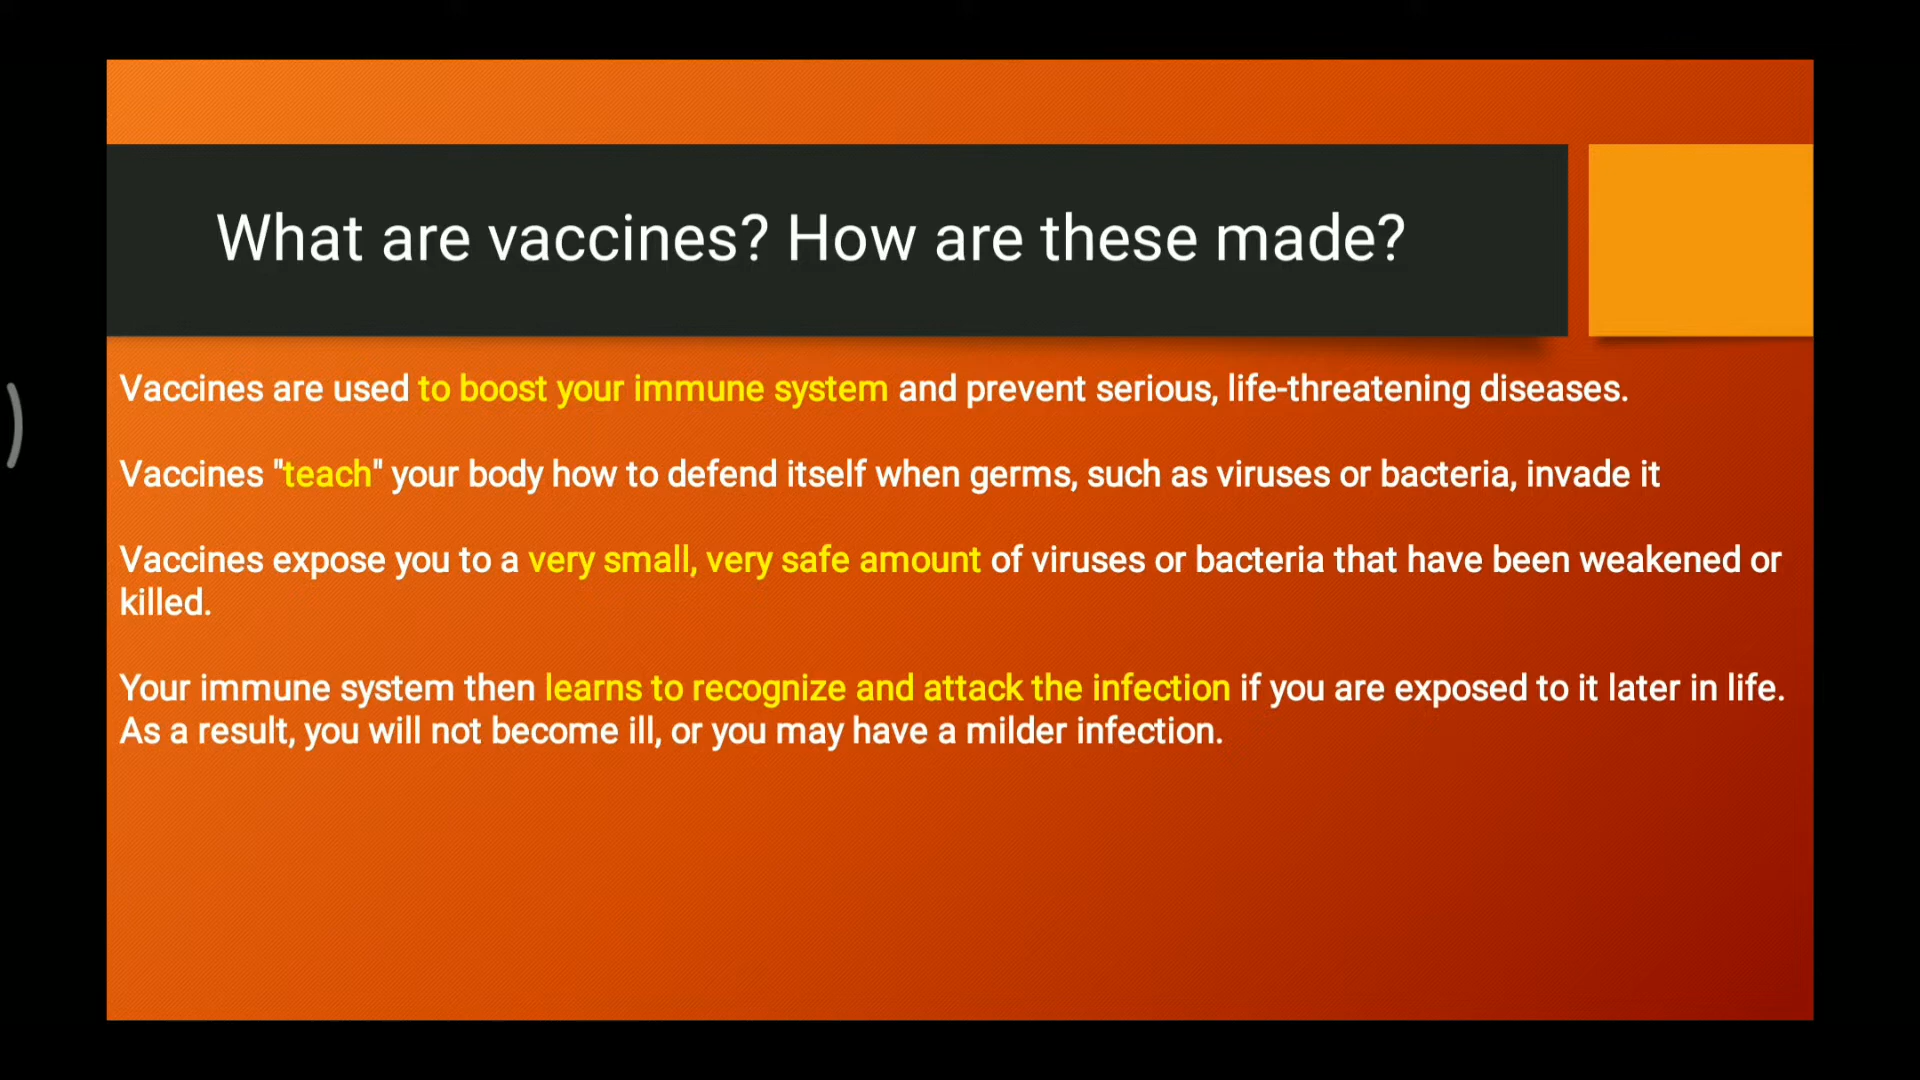 What are vaccines? How are these made?
Vaccines are used to boost your immune system and prevent serious, life-threatening diseases.
Vaccines "teach" your body how to defend itself when germs, such as viruses or bacteria, invade it
Vaccines expose you to a very small, very safe amount of viruses or bacteria that have been weakened or
killed.
Your immune system then learns to recognize and attack the infection if you are exposed to it later in life.
As a result, you will not become ill, or you may have a milder infection.